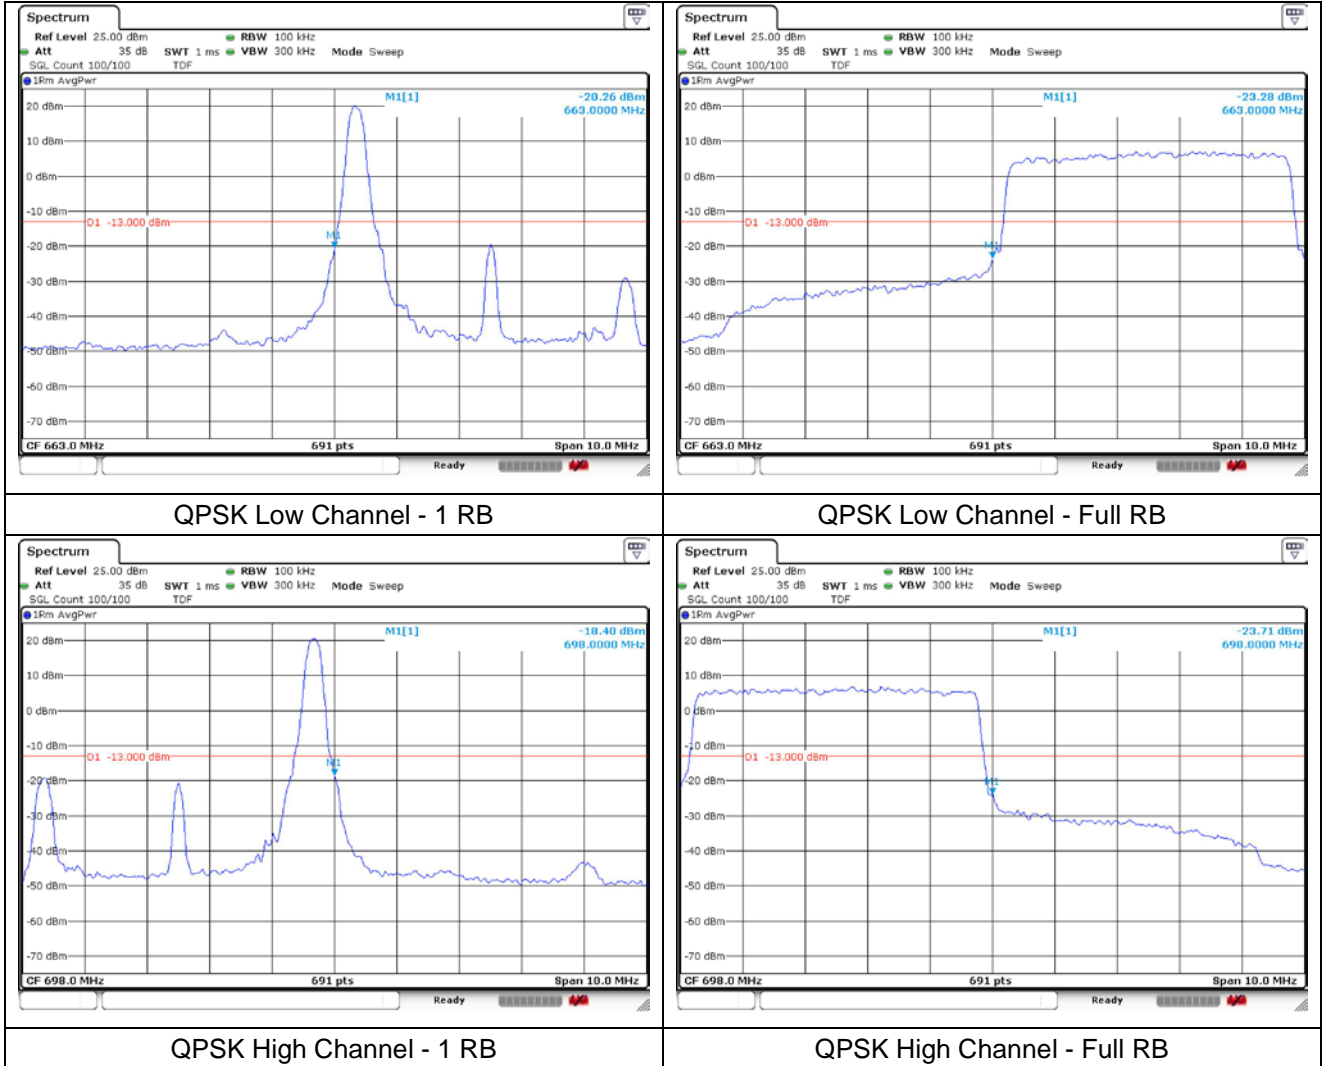 Spectrum
Ref Level 25.00 dBm RBW 100 kHz
Att 35 dB SWT 1 ms VBW 300 kHz Mode Sweep
SGL Count 100/100 TDF
1Rm AvgPwr
M1[1] -20.26 dBm
663.0000 MHz
20 dBm
10 dBm
0 dBm
-10 dBm
D1 -13.000 dBm
M1
-20 dBm
-30 dBm
-40 dBm
-50 dBm
-60 dBm
-70 dBm
CF 663.0 MHz 691 pts Span 10.0 MHz
Ready
QPSK Low Channel - 1 RB
Spectrum
Ref Level 25.00 dBm RBW 100 kHz
Att 35 dB SWT 1 ms VBW 300 kHz Mode Sweep
SGL Count 100/100 TDF
1Rm AvgPwr
M1[1] -23.28 dBm
663.0000 MHz
20 dBm
10 dBm
0 dBm
-10 dBm
D1 -13.000 dBm
M1
-20 dBm
-30 dBm
-40 dBm
-50 dBm
-60 dBm
-70 dBm
CF 663.0 MHz 691 pts Span 10.0 MHz
Ready
QPSK Low Channel - Full RB
Spectrum
Ref Level 25.00 dBm RBW 100 kHz
Att 35 dB SWT 1 ms VBW 300 kHz Mode Sweep
SGL Count 100/100 TDF
1Rm AvgPwr
M1[1] -18.40 dBm
698.0000 MHz
20 dBm
10 dBm
0 dBm
-10 dBm
D1 -13.000 dBm
M1
-20 dBm
-30 dBm
-40 dBm
-50 dBm
-60 dBm
-70 dBm
CF 698.0 MHz 691 pts Span 10.0 MHz
Ready
QPSK High Channel - 1 RB
Spectrum
Ref Level 25.00 dBm RBW 100 kHz
Att 35 dB SWT 1 ms VBW 300 kHz Mode Sweep
SGL Count 100/100 TDF
1Rm AvgPwr
M1[1] -23.71 dBm
698.0000 MHz
20 dBm
10 dBm
0 dBm
-10 dBm
D1 -13.000 dBm
M1
-20 dBm
-30 dBm
-40 dBm
-50 dBm
-60 dBm
-70 dBm
CF 698.0 MHz 691 pts Span 10.0 MHz
Ready
QPSK High Channel - Full RB